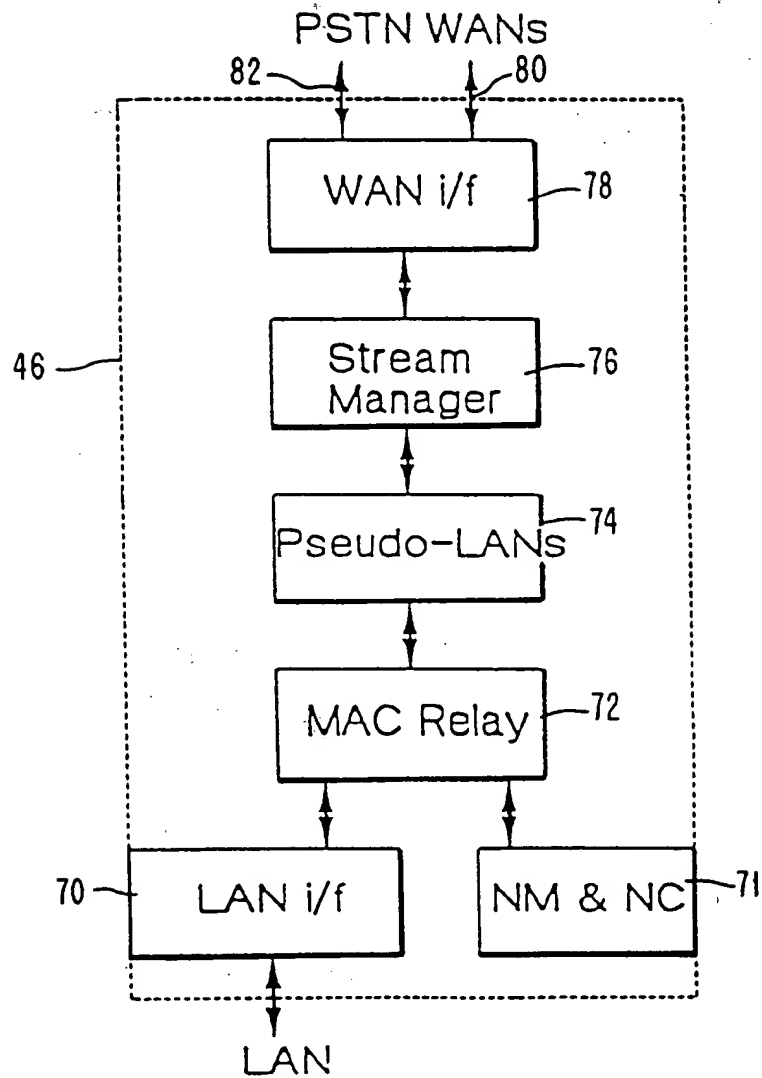 PSTN WANs
82
80
WAN i/f
78
46
Stream
Manager
76
Pseudo-LANs
74
MAC Relay
72
70
LAN i/f
NM & NC
71
LAN